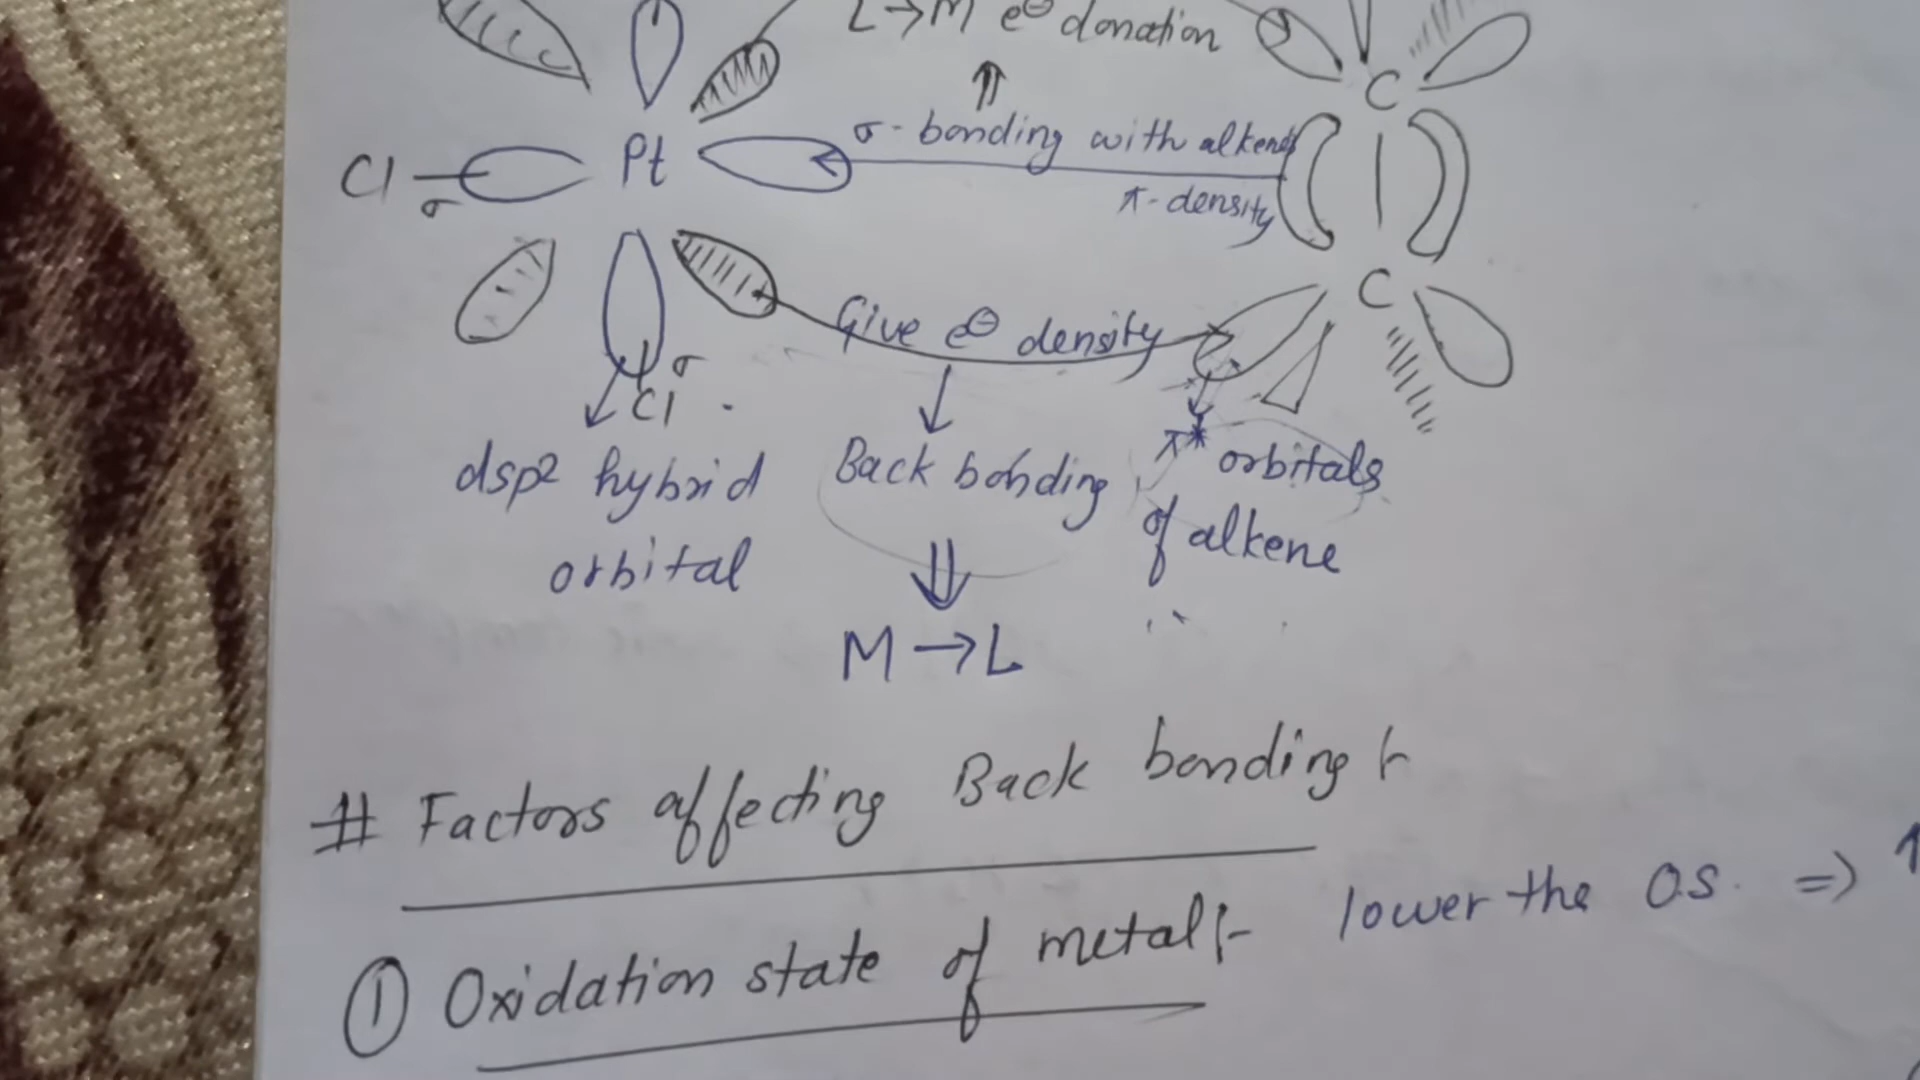 L→M e⊖ donation
⇑
C
σ- bonding with alkenes
Pt
Cl
σ
π- density
C
Give e⊖ density
σ
Cl
dsp2 hybrid
orbital
Back bonding
π* orbitals
of alkene
⇓
M → L
# Factors affecting Back bonding :-
① Oxidation state of metal :- lower the O.S. ⇒ ↑